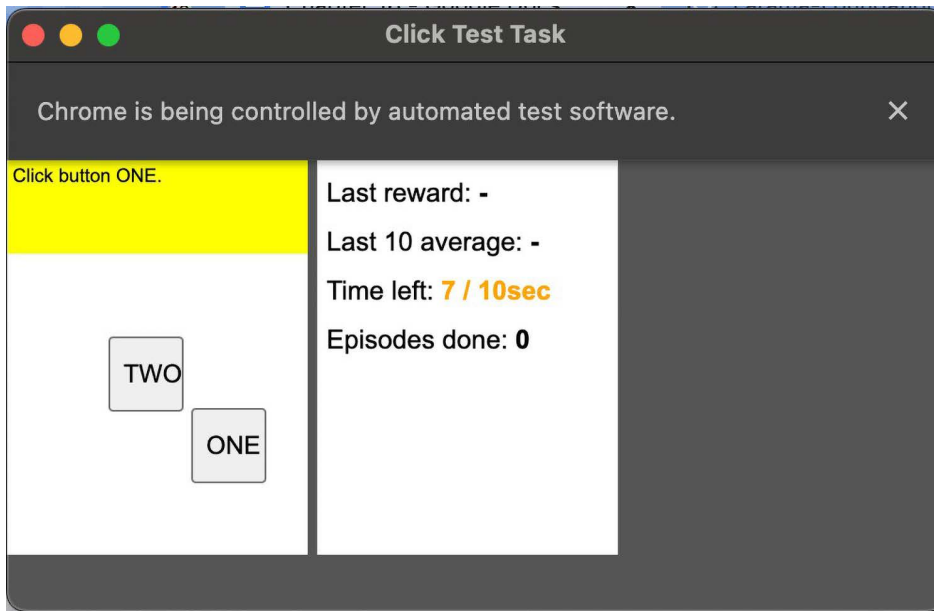 Click Test Task
Chrome is being controlled by automated test software.
Click button ONE.
TWO
ONE
Last reward: -
Last 10 average: -
Time left: 7 / 10sec
Episodes done: 0